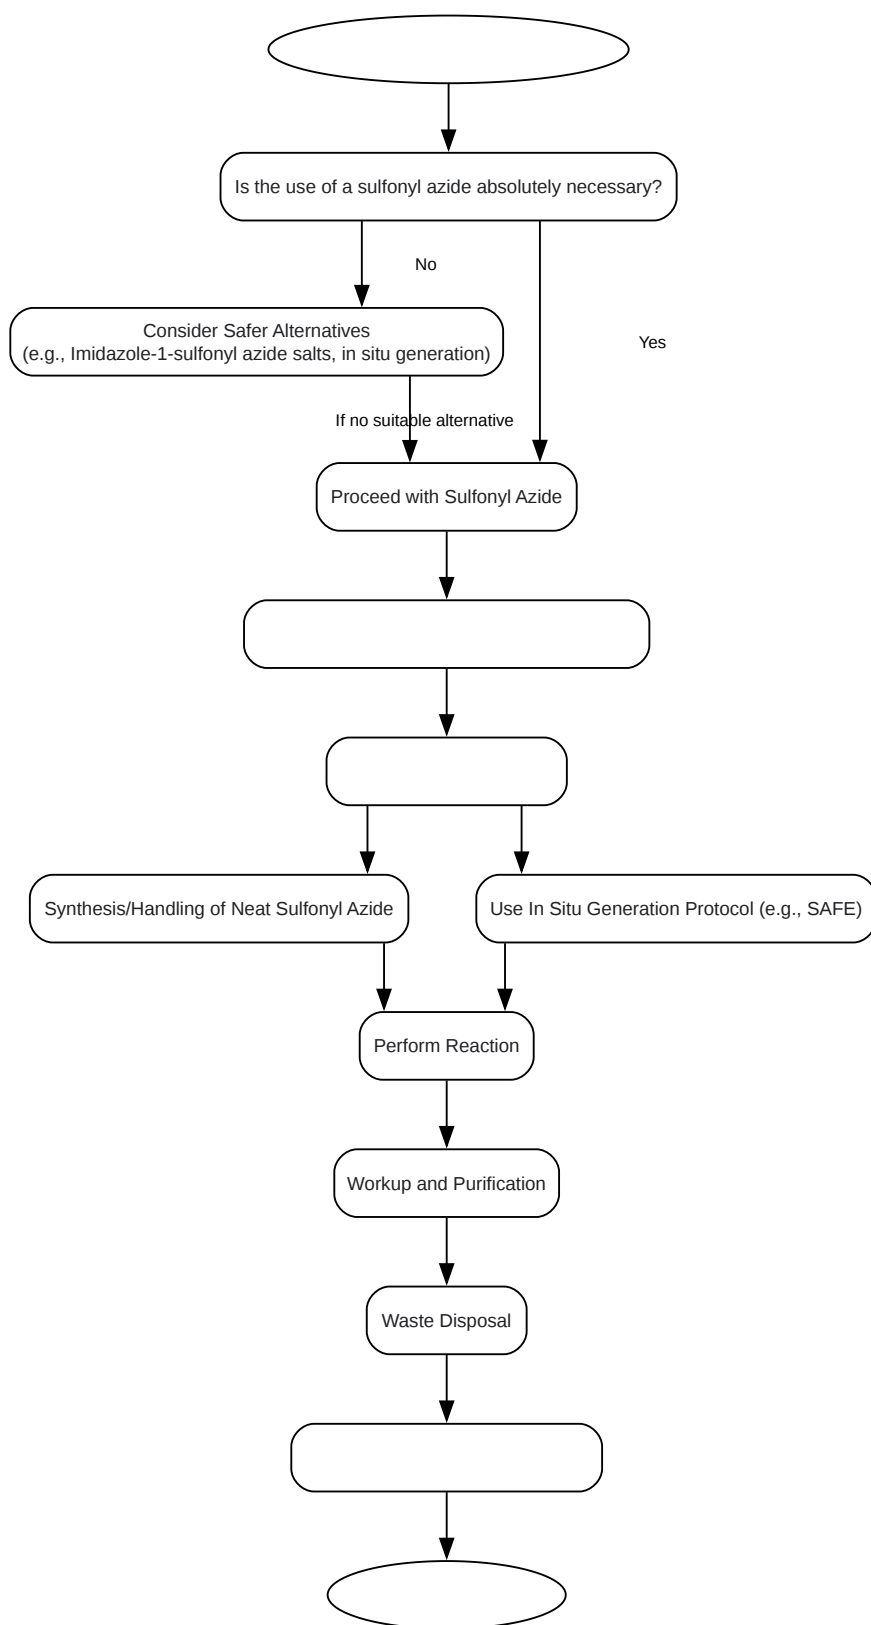 Is the use of a sulfonyl azide absolutely necessary?
No
Consider Safer Alternatives
(e.g., Imidazole-1-sulfonyl azide salts, in situ generation)
Yes
If no suitable alternative
Proceed with Sulfonyl Azide
Synthesis/Handling of Neat Sulfonyl Azide
Use In Situ Generation Protocol (e.g., SAFE)
Perform Reaction
Workup and Purification
Waste Disposal